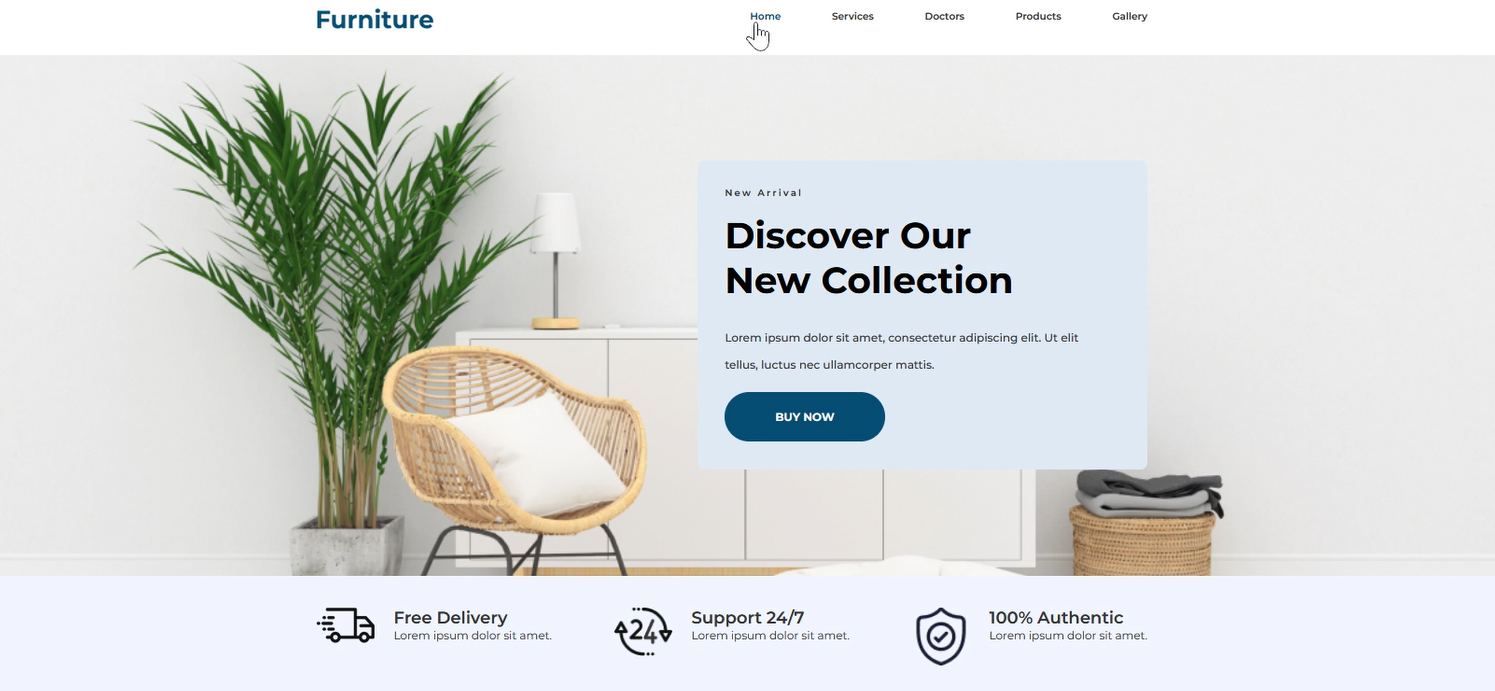 Furniture
Home Services Doctors Products Gallery
New Arrival
Discover Our
New Collection
Lorem ipsum dolor sit amet, consectetur adipiscing elit. Ut elit
tellus, luctus nec ullamcorper mattis.
BUY NOW
Free Delivery
Lorem ipsum dolor sit amet.
24
Support 24/7
Lorem ipsum dolor sit amet.
100% Authentic
Lorem ipsum dolor sit amet.